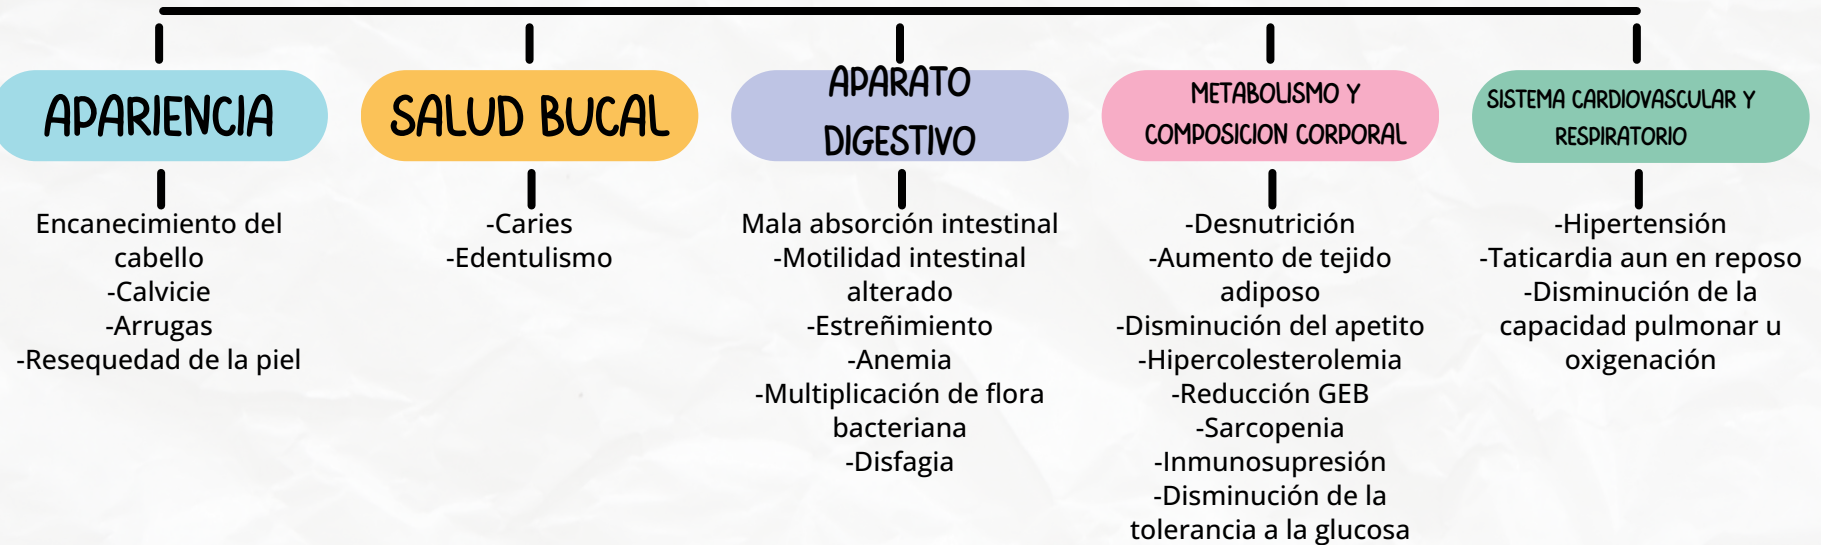 APARIENCIA
Encanecimiento del
cabello
-Calvicie
-Arrugas
-Resequedad de la piel
SALUD BUCAL
-Caries
-Edentulismo
APARATO
DIGESTIVO
Mala absorción intestinal
-Motilidad intestinal
alterado
-Estreñimiento
-Anemia
-Multiplicación de flora
bacteriana
-Disfagia
METABOLISMO Y
COMPOSICION CORPORAL
-Desnutrición
-Aumento de tejido
adiposo
-Disminución del apetito
-Hipercolesterolemia
-Reducción GEB
-Sarcopenia
-Inmunosupresión
-Disminución de la
tolerancia a la glucosa
SISTEMA CARDIOVASCULAR Y
RESPIRATORIO
-Hipertensión
-Taticardia aun en reposo
-Disminución de la
capacidad pulmonar u
oxigenación